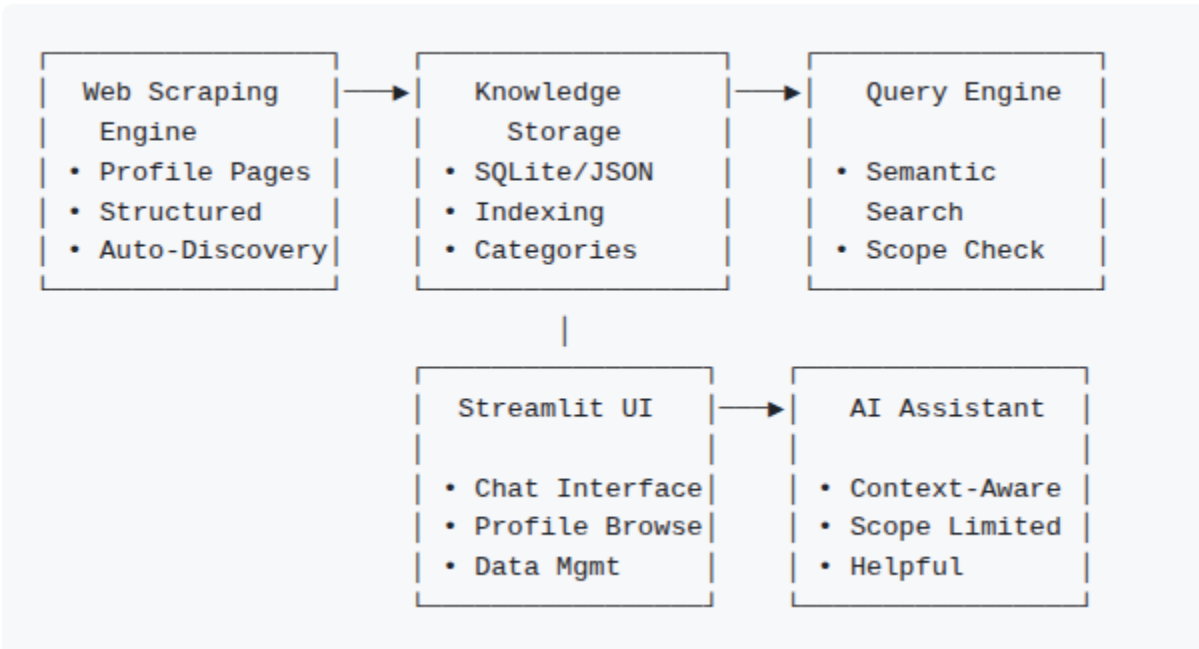 Web Scraping
Engine
• Profile Pages
• Structured
• Auto-Discovery
Knowledge
Storage
• SQLite/JSON
• Indexing
• Categories
Query Engine
• Semantic
Search
• Scope Check
Streamlit UI
• Chat Interface
• Profile Browse
• Data Mgmt
AI Assistant
• Context-Aware
• Scope Limited
• Helpful